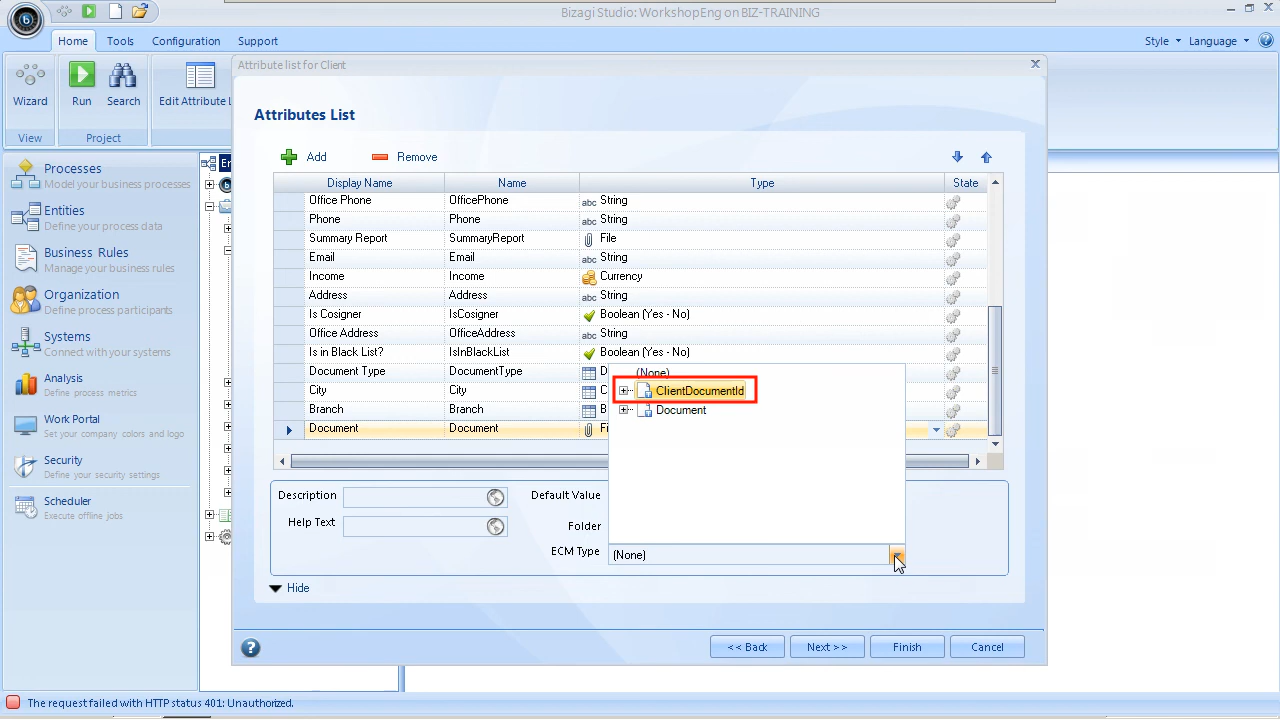 Bizagi Studio: WorkshopEng on BIZ-TRAINING
Home Tools Configuration Support
Style Language
Wizard Run Search Edit Attribute L
View Project
Processes
Model your business processes
Entities
Define your process data
Business Rules
Manage your business rules
Organization
Define process participants
Systems
Connect with your systems
Analysis
Define process metrics
Work Portal
Set your company colors and logo
Security
Define your security settings
Scheduler
Execute offline jobs
En
Attribute list for Client
Attributes List
Add Remove
Display Name Name Type State
Office Phone OfficePhone abc String
Phone Phone abc String
Summary Report SummaryReport File
Email Email abc String
Income Income Currency
Address Address abc String
Is Cosigner IsCosigner Boolean (Yes - No)
Office Address OfficeAddress abc String
Is in Black List? IsInBlackList Boolean (Yes - No)
Document Type DocumentType D
City City C
Branch Branch B
Document Document Fi
(None)
ClientDocumentId
Document
Description Default Value
Help Text Folder
ECM Type (None)
Hide
? << Back Next >> Finish Cancel
The request failed with HTTP status 401: Unauthorized.